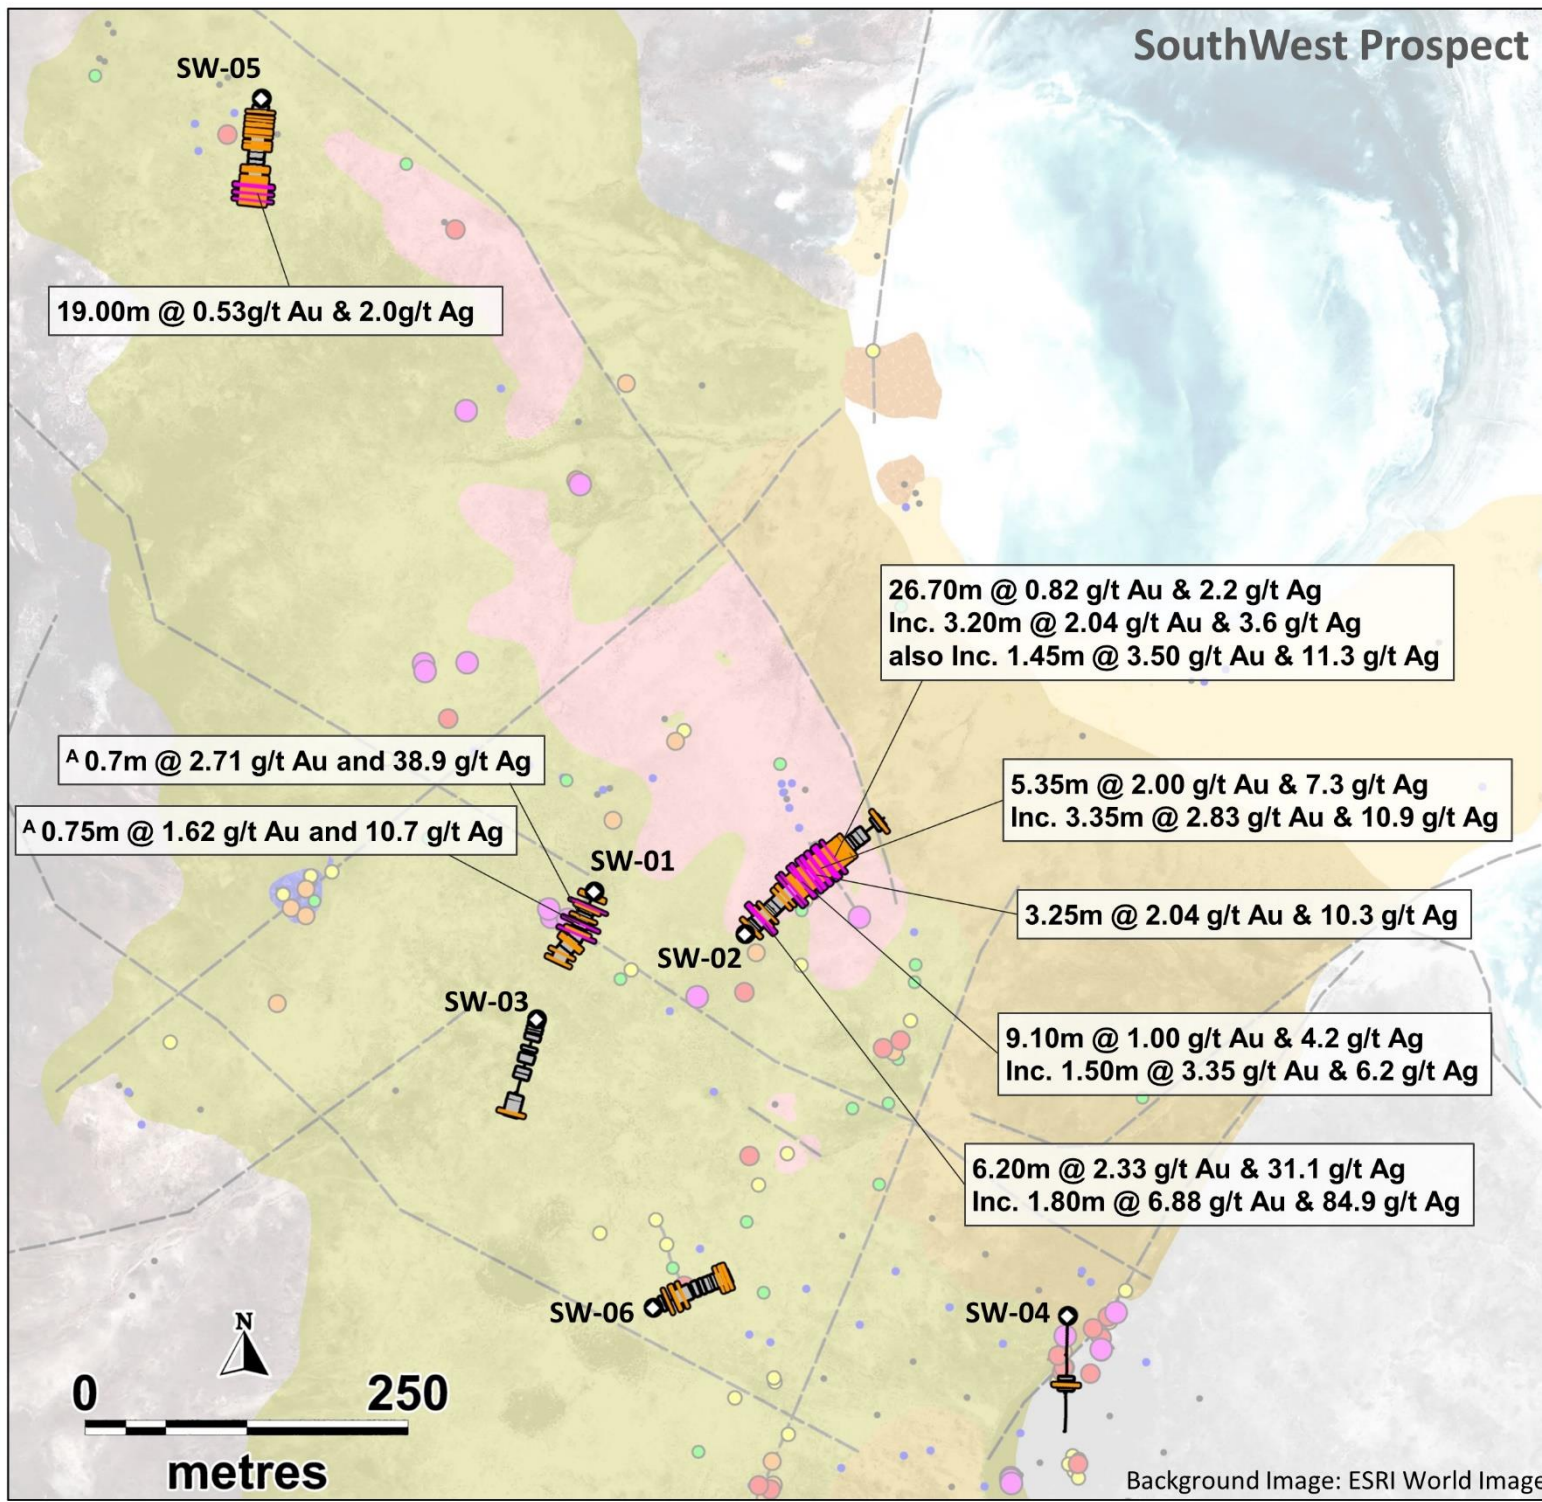 SouthWest Prospect
SW-05
19.00m @ 0.53g/t Au & 2.0g/t Ag
26.70m @ 0.82 g/t Au & 2.2 g/t Ag
Inc. 3.20m @ 2.04 g/t Au & 3.6 g/t Ag
also Inc. 1.45m @ 3.50 g/t Au & 11.3 g/t Ag
A 0.7m @ 2.71 g/t Au and 38.9 g/t Ag
A 0.75m @ 1.62 g/t Au and 10.7 g/t Ag
5.35m @ 2.00 g/t Au & 7.3 g/t Ag
Inc. 3.35m @ 2.83 g/t Au & 10.9 g/t Ag
SW-01
3.25m @ 2.04 g/t Au & 10.3 g/t Ag
SW-02
SW-03
9.10m @ 1.00 g/t Au & 4.2 g/t Ag
Inc. 1.50m @ 3.35 g/t Au & 6.2 g/t Ag
6.20m @ 2.33 g/t Au & 31.1 g/t Ag
Inc. 1.80m @ 6.88 g/t Au & 84.9 g/t Ag
SW-06
SW-04
N
0 250
metres
Background Image: ESRI World Image